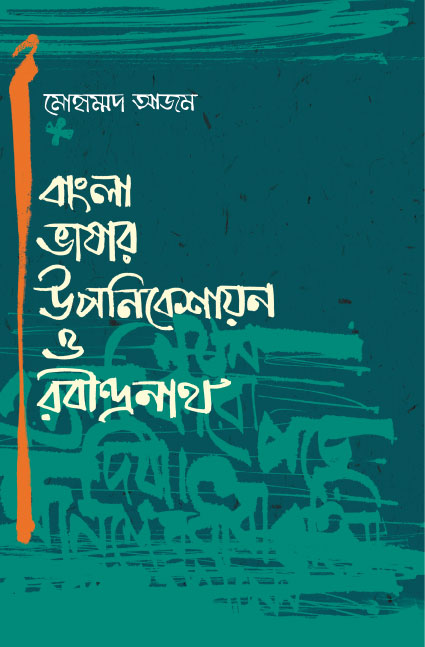 মোহাম্মদ আজম
বাংলা
ভাষার
উপনিবেশায়ন
ও
রবীন্দ্রনাথ